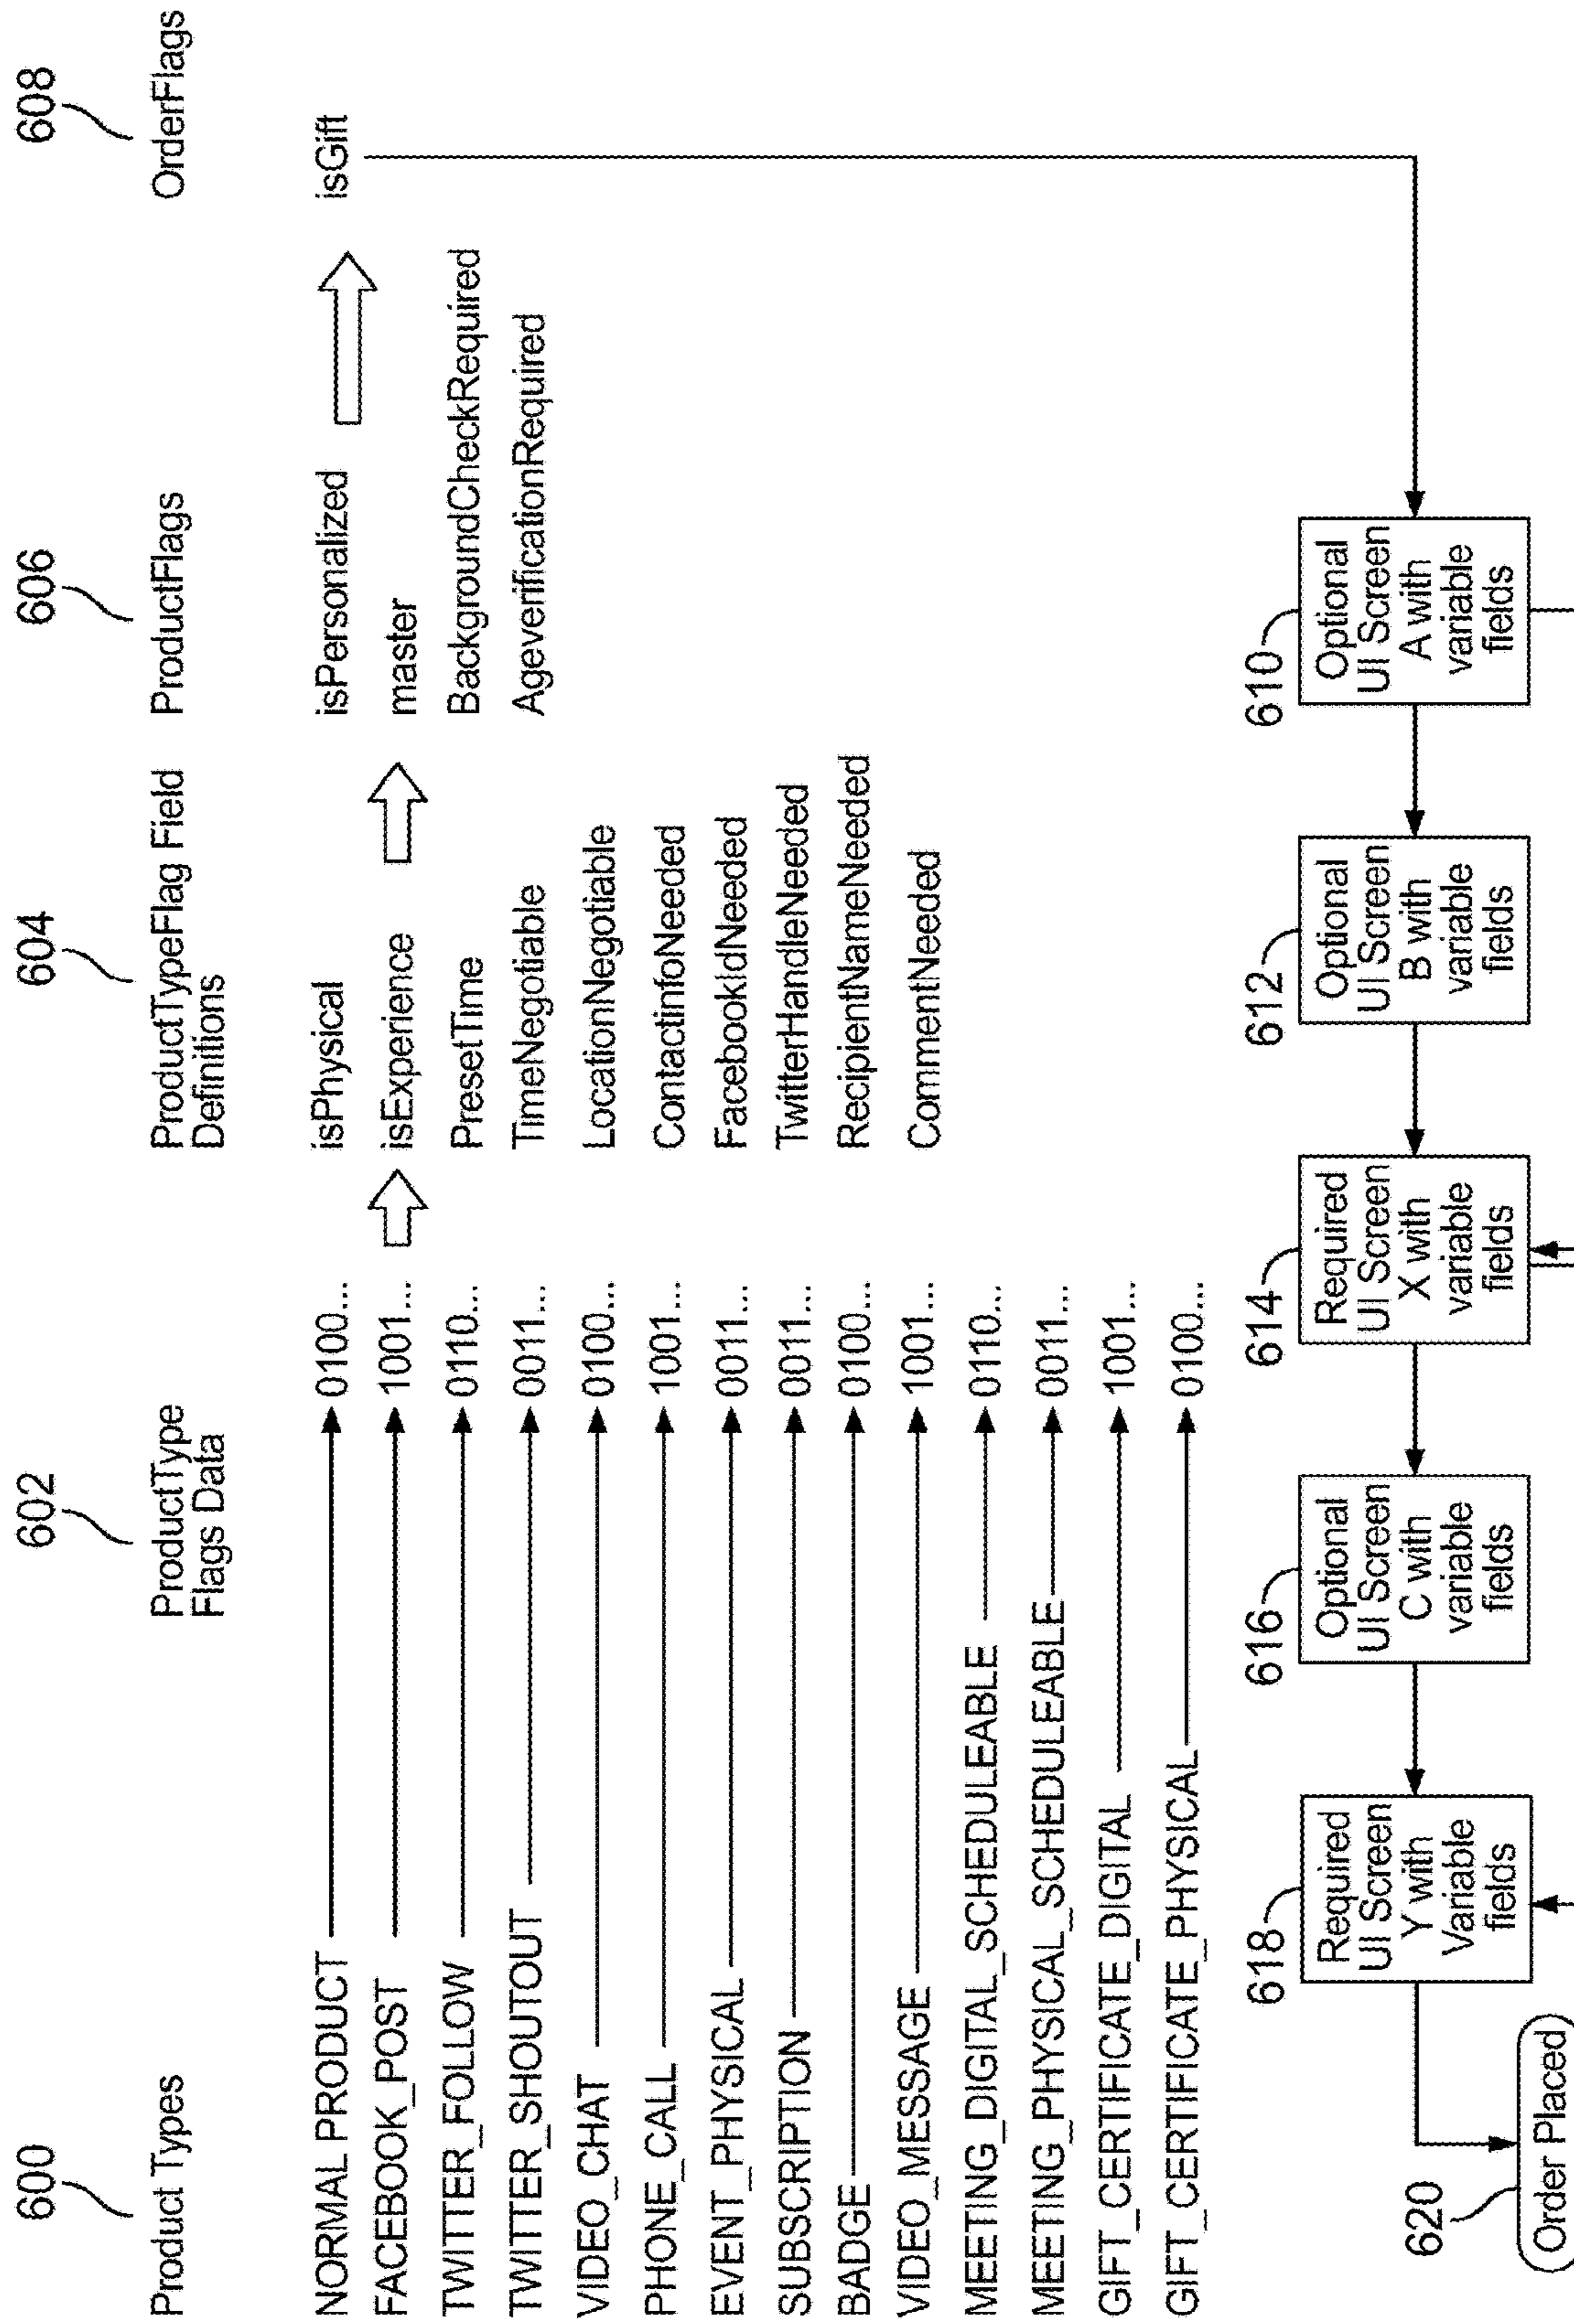 600
602
604
606
608
Product Types
ProductType
Flags Data
ProductTypeFlag Field
Definitions
ProductFlags
OrderFlags
NORMAL PRODUCT
0100...
FACEBOOK_POST
1001...
TWITTER_FOLLOW
0110...
TWITTER_SHOUTOUT
0011...
VIDEO_CHAT
0100...
PHONE_CALL
1001...
EVENT_PHYSICAL
0011...
SUBSCRIPTION
0011...
BADGE
0100...
VIDEO_MESSAGE
1001...
MEETING_DIGITAL_SCHEDULEABLE
0110...
MEETING_PHYSICAL_SCHEDULEABLE
0011...
GIFT_CERTIFICATE_DIGITAL
1001...
GIFT_CERTIFICATE_PHYSICAL
0100...
isPhysical
isExperience
PresetTime
TimeNegotiable
LocationNegotiable
ContactinfoNeeded
FacebookIdNeeded
TwitterHandleNeeded
RecipientNameNeeded
CommentNeeded
isPersonalized
master
BackgroundCheckRequired
AgeverificationRequired
isGift
610
Optional
UI Screen
A with
variable
fields
612
Optional
UI Screen
B with
variable
fields
614
Required
UI Screen
X with
variable
fields
616
Optional
UI Screen
C with
variable
fields
618
Required
UI Screen
Y with
Variable
fields
620
Order Placed